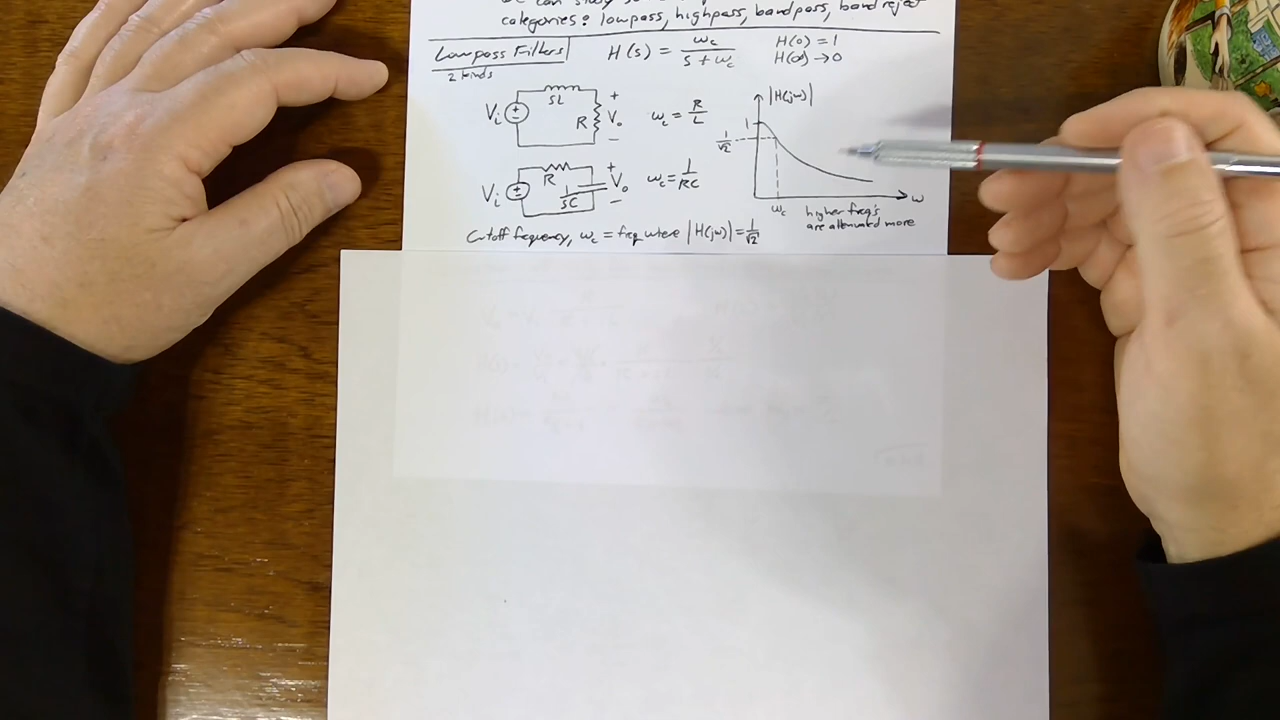 categories: lowpass, highpass, bandpass, band reject
Lowpass Filters
2 kinds
H(s) = ωc / (s + ωc)
H(0) = 1
H(∞) → 0
Vi
sL
R
+
Vo
−
ωc = R/L
Vi
R
1/sC
+
Vo
−
ωc = 1/RC
|H(jω)|
1
1/√2
ωc
ω
higher freq's
are attenuated more
Cutoff frequency, ωc = freq where |H(jω)| = 1/√2